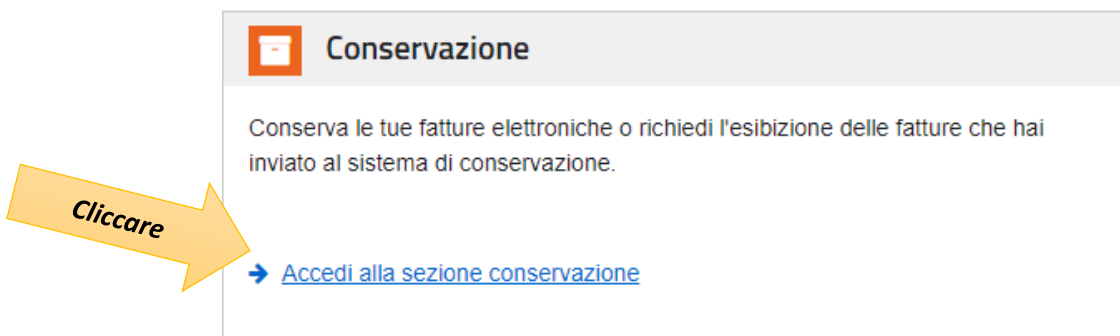 Conservazione
Conserva le tue fatture elettroniche o richiedi l'esibizione delle fatture che hai
inviato al sistema di conservazione.
Cliccare
Accedi alla sezione conservazione